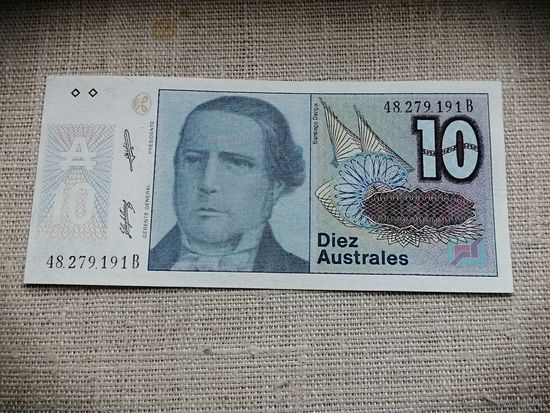 48.279.191 B
10
Santiago Derqui
PRESIDENTE
GERENTE GENERAL
Diez
Australes
48.279.191 B